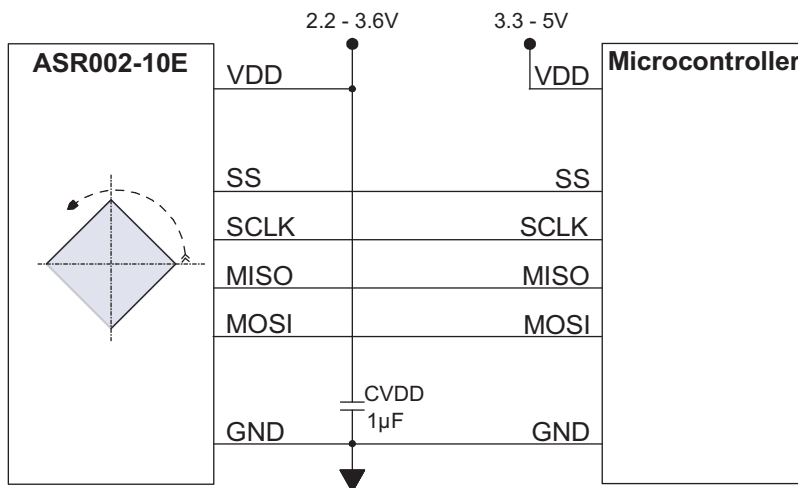 2.2 - 3.6V
3.3 - 5V
ASR002-10E
VDD
VDD
Microcontroller
SS
SS
SCLK
SCLK
MISO
MISO
MOSI
MOSI
CVDD
1µF
GND
GND